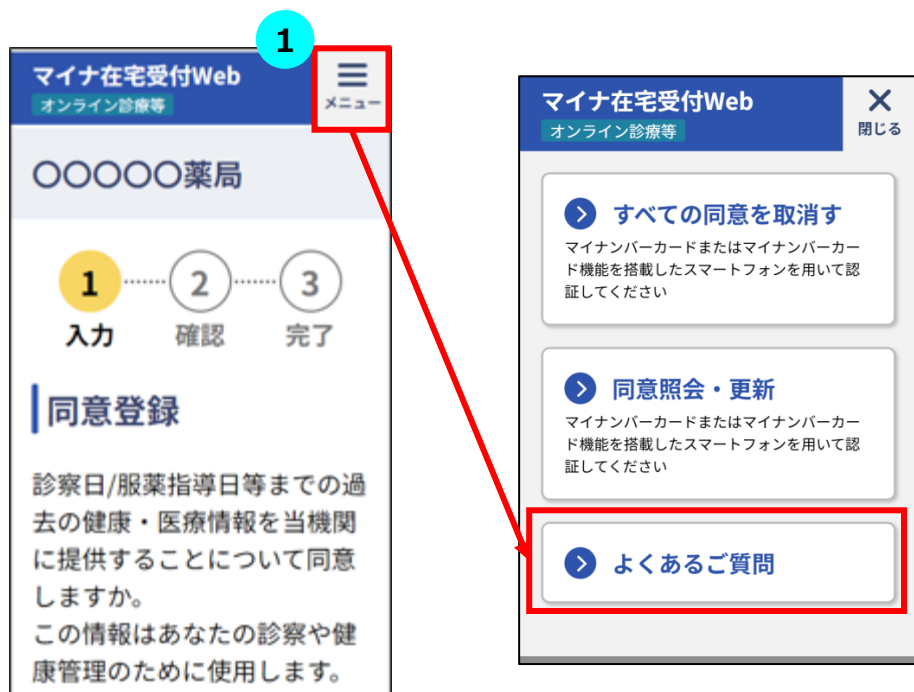 1
マイナ在宅受付Web
オンライン診療等
メニュー
〇〇〇〇〇薬局
1 2 3
入力 確認 完了
同意登録
診察日/服薬指導日等までの過
去の健康・医療情報を当機関
に提供することについて同意
しますか。
この情報はあなたの診察や健
康管理のために使用します。
マイナ在宅受付Web
オンライン診療等
閉じる
すべての同意を取消す
マイナンバーカードまたはマイナンバーカー
ド機能を搭載したスマートフォンを用いて認
証してください
同意照会・更新
マイナンバーカードまたはマイナンバーカー
ド機能を搭載したスマートフォンを用いて認
証してください
よくあるご質問